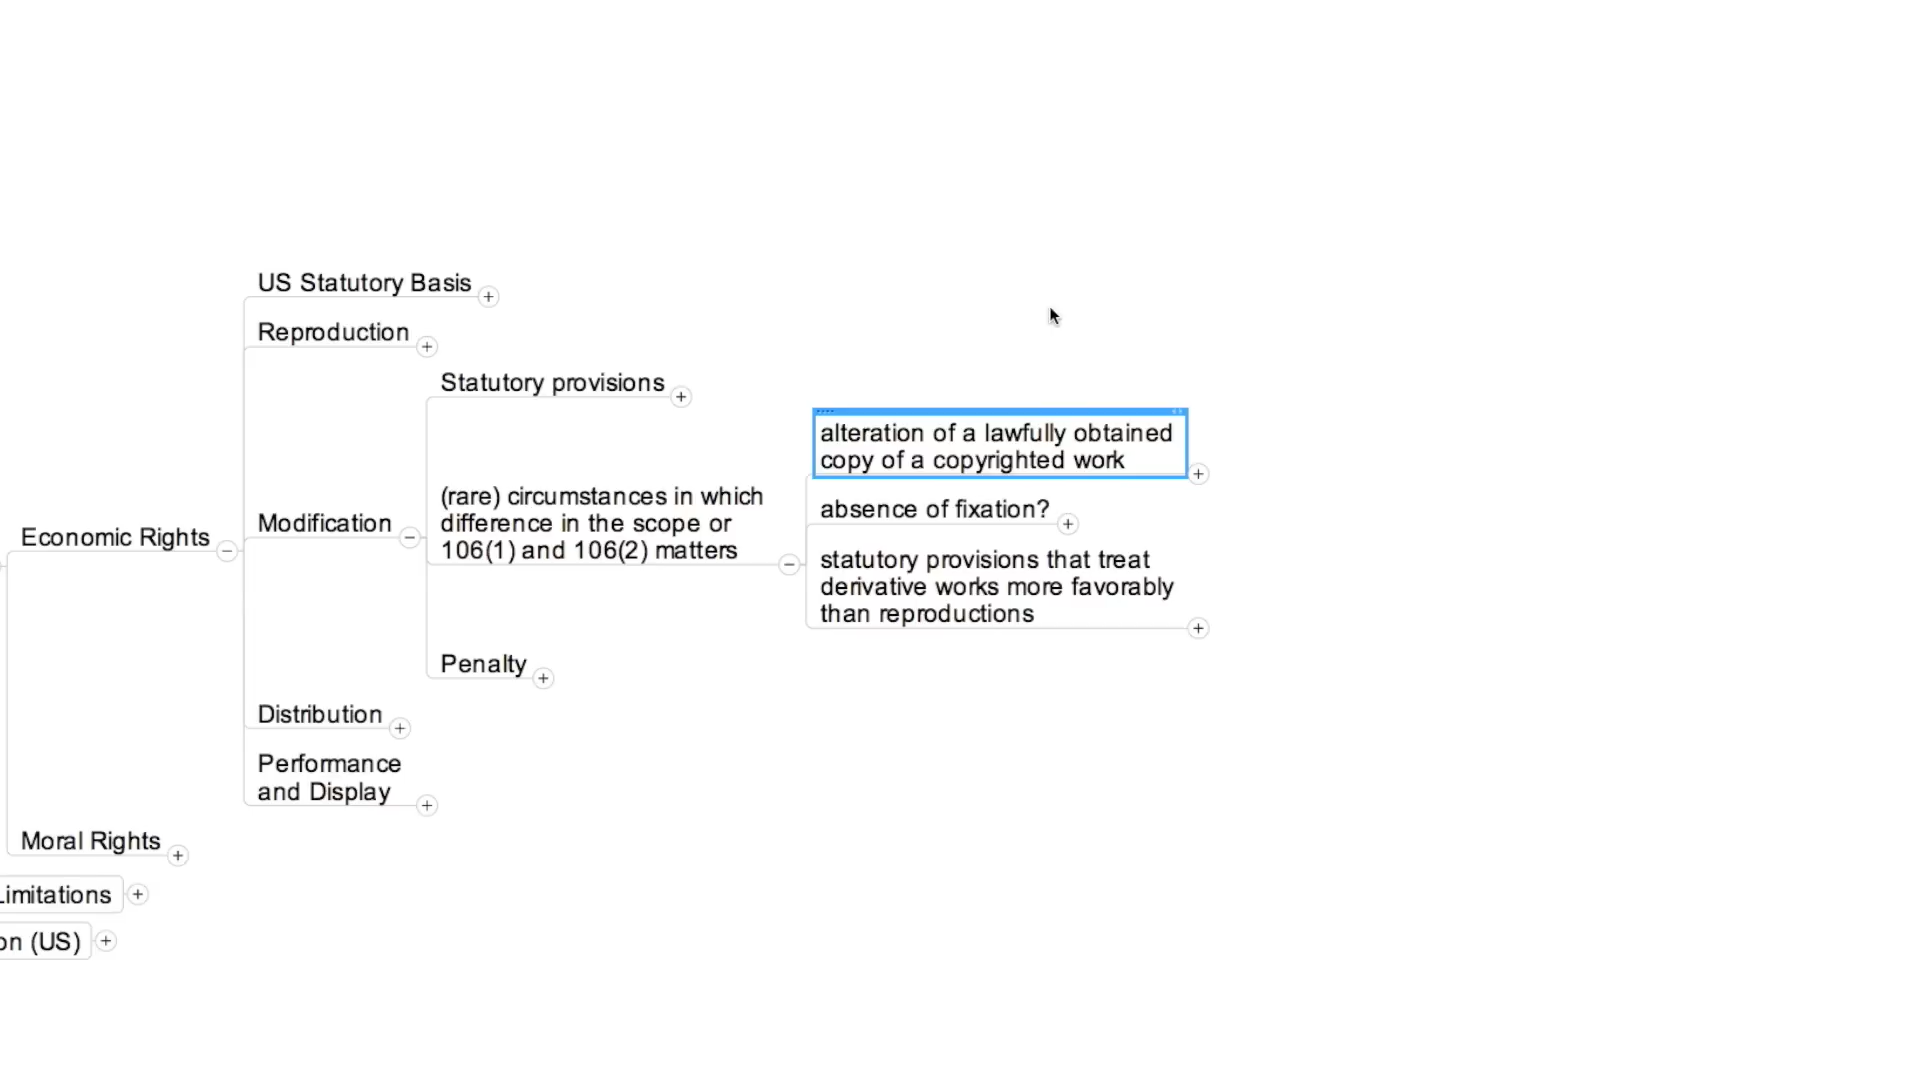 US Statutory Basis
Reproduction
Statutory provisions
alteration of a lawfully obtained
copy of a copyrighted work
(rare) circumstances in which
difference in the scope or
106(1) and 106(2) matters
absence of fixation?
statutory provisions that treat
derivative works more favorably
than reproductions
Modification
Economic Rights
Penalty
Distribution
Performance
and Display
Moral Rights
Limitations
on (US)